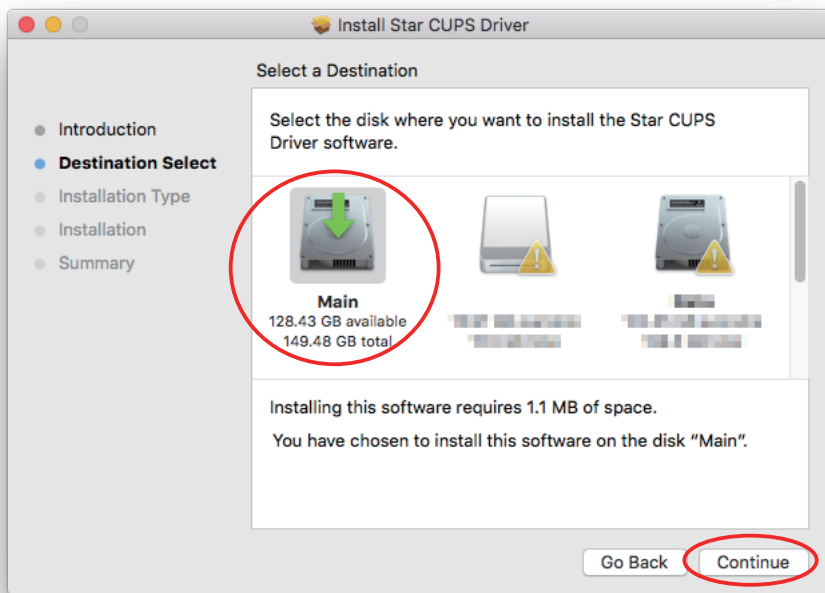 Install Star CUPS Driver
Select a Destination
Introduction
Destination Select
Installation Type
Installation
Summary
Select the disk where you want to install the Star CUPS
Driver software.
Main
128.43 GB available
149.48 GB total
Installing this software requires 1.1 MB of space.
You have chosen to install this software on the disk “Main”.
Go Back
Continue